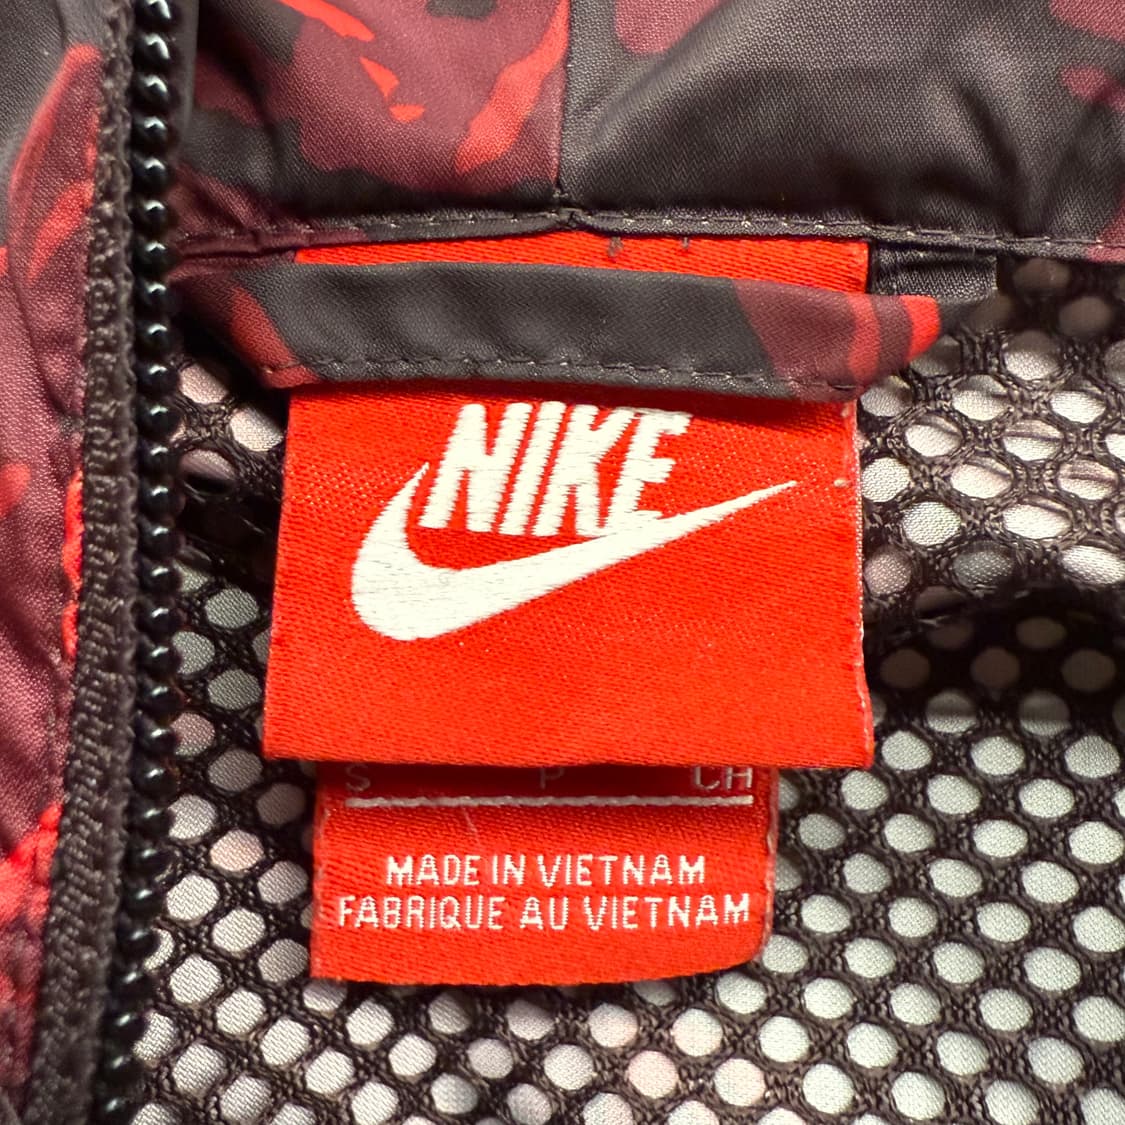 NIKE
S P CH
MADE IN VIETNAM
FABRIQUE AU VIETNAM